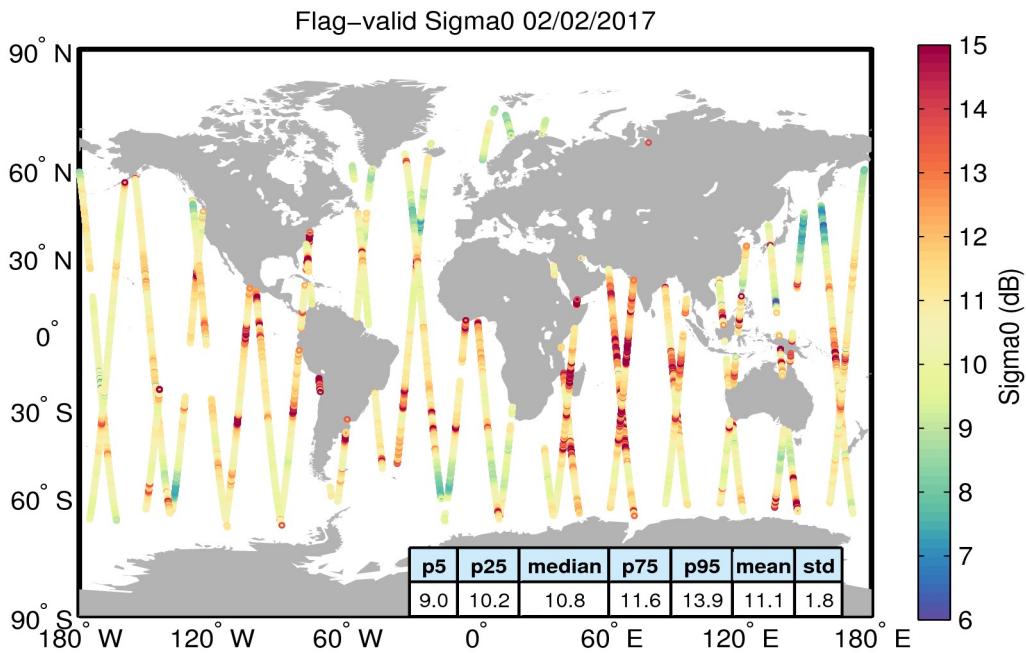 Flag−valid Sigma0 02/02/2017
90° N
60° N
30° N
0°
30° S
60° S
90° S
180° W
120° W
60° W
0°
60° E
120° E
180° E
p5 p25 median p75 p95 mean std
9.0 10.2 10.8 11.6 13.9 11.1 1.8
15
14
13
12
11
10
9
8
7
6
Sigma0 (dB)